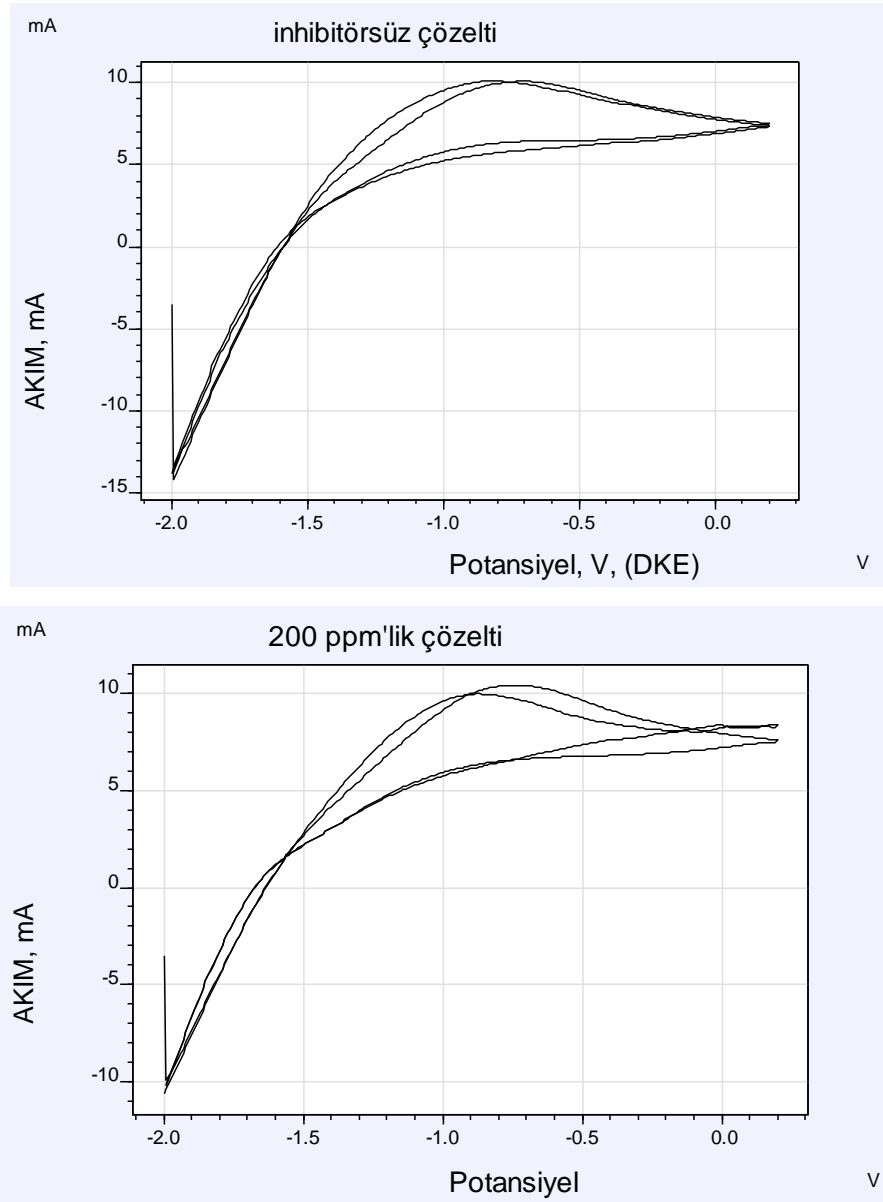 mA
inhibitörsüz çözelti
10
5
0
-5
-10
-15
AKIM, mA
-2.0 -1.5 -1.0 -0.5 0.0
Potansiyel, V, (DKE)
V
mA
200 ppm'lik çözelti
10
5
0
-5
-10
AKIM, mA
-2.0 -1.5 -1.0 -0.5 0.0
Potansiyel
V